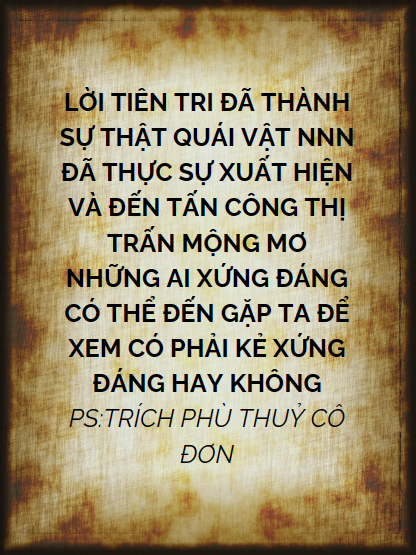 LỜI TIÊN TRI ĐÃ THÀNH
SỰ THẬT QUÁI VẬT NNN
ĐÃ THỰC SỰ XUẤT HIỆN
VÀ ĐẾN TẤN CÔNG THỊ
TRẤN MỘNG MƠ
NHỮNG AI XỨNG ĐÁNG
CÓ THỂ ĐẾN GẶP TA ĐỂ
XEM CÓ PHẢI KẺ XỨNG
ĐÁNG HAY KHÔNG
PS:TRÍCH PHÙ THUỶ CÔ
ĐƠN